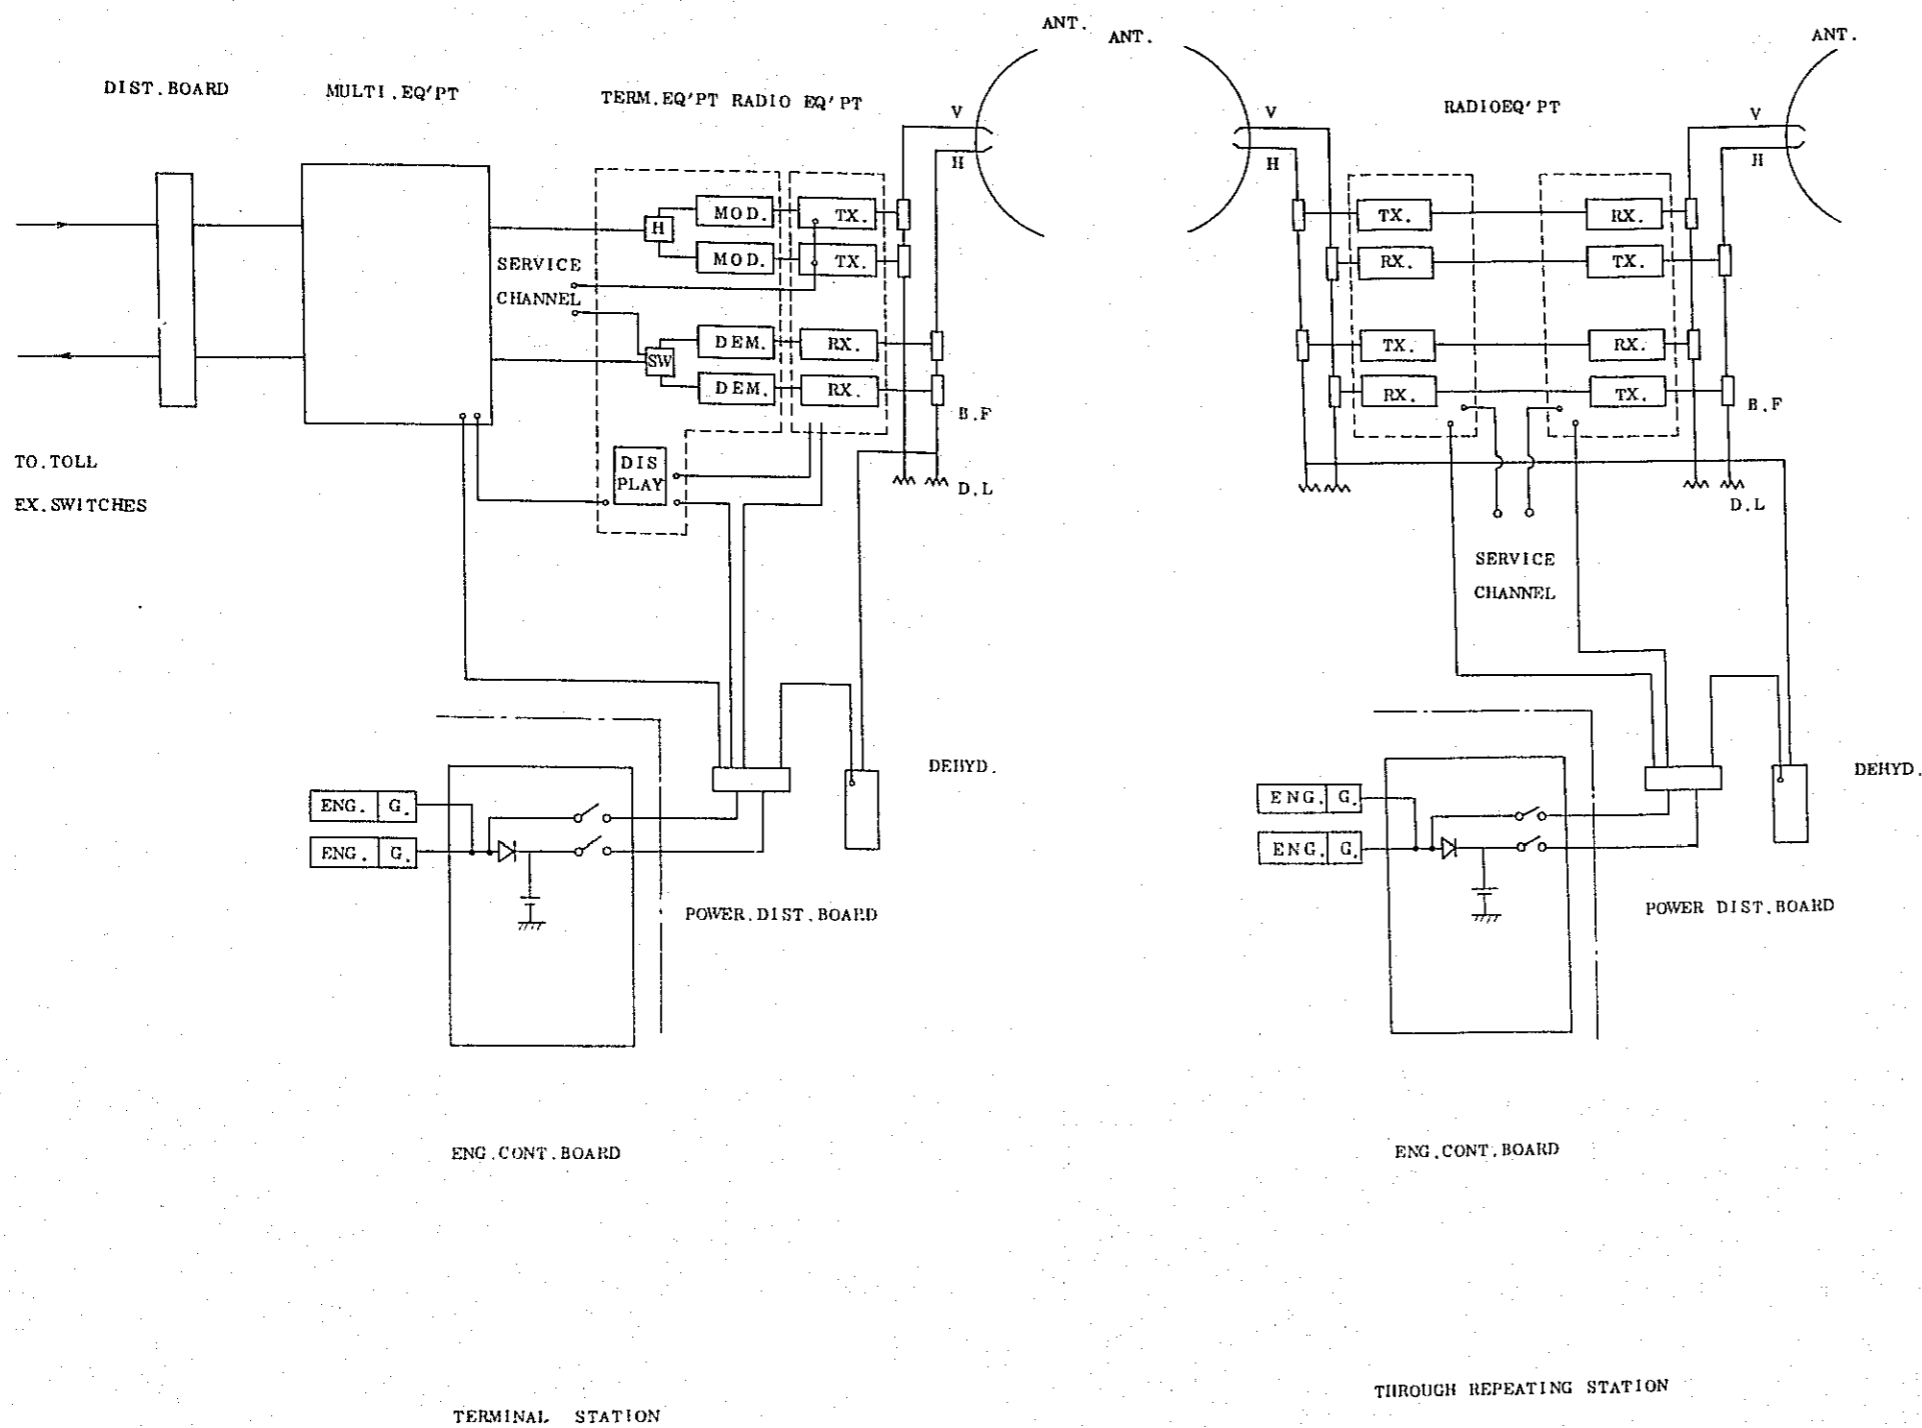 ANT.
ANT.
ANT.
DIST.BOARD
MULTI.EQ'PT
TERM.EQ'PT RADIO EQ'PT
V
H
V
H
RADIOEQ'PT
V
H
H
MOD.
TX.
MOD.
TX.
SERVICE
CHANNEL
SW
DEM.
RX.
DEM.
RX.
B.F
DIS
PLAY
D.L
TO.TOLL
EX.SWITCHES
TX.
RX.
RX.
TX.
TX.
RX.
RX.
TX.
B.F
D.L
SERVICE
CHANNEL
DEHYD.
ENG. G.
ENG. G.
POWER.DIST.BOARD
ENG.CONT.BOARD
DEHYD.
ENG. G.
ENG. G.
POWER DIST.BOARD
ENG.CONT.BOARD
TERMINAL STATION
THROUGH REPEATING STATION